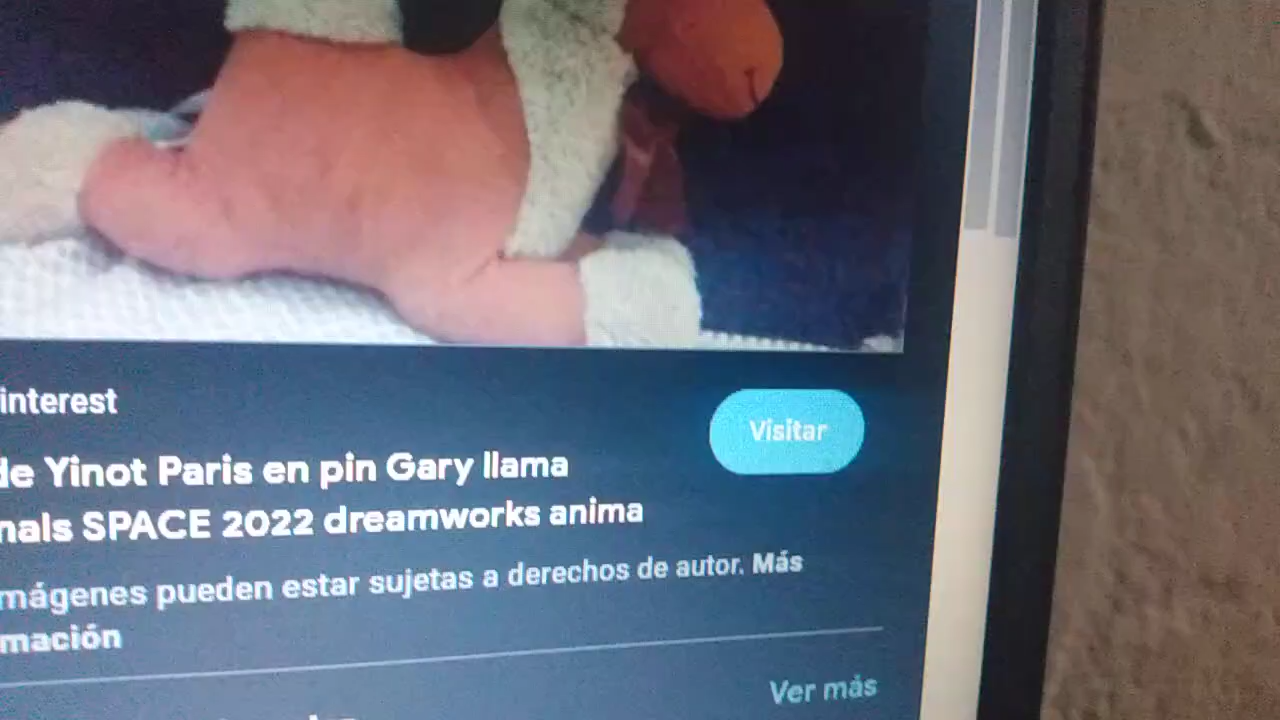 interest
Visitar
de Yinot Paris en pin Gary llama
nals SPACE 2022 dreamworks anima
mágenes pueden estar sujetas a derechos de autor. Más
mación
Ver más